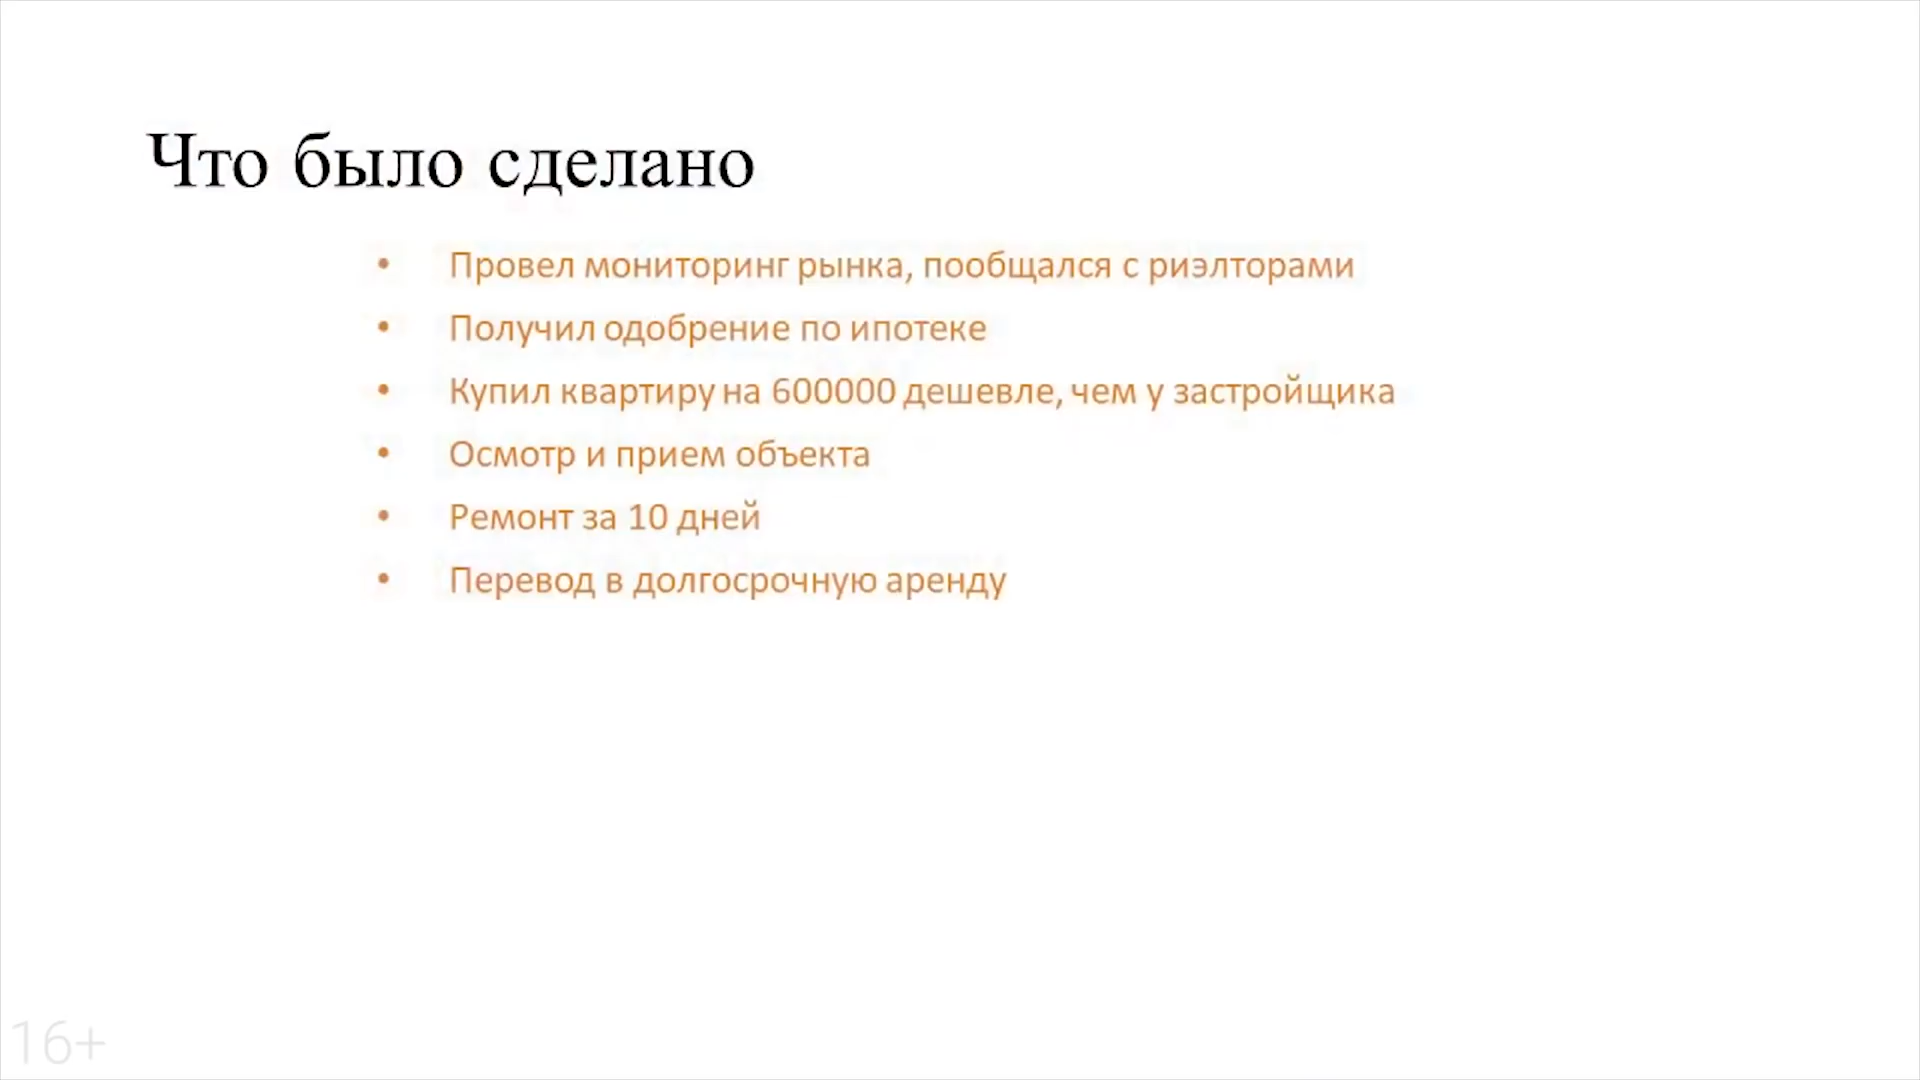 Что было сделано
• Провел мониторинг рынка, пообщался с риэлторами
• Получил одобрение по ипотеке
• Купил квартиру на 600000 дешевле, чем у застройщика
• Осмотр и прием объекта
• Ремонт за 10 дней
• Перевод в долгосрочную аренду
16+